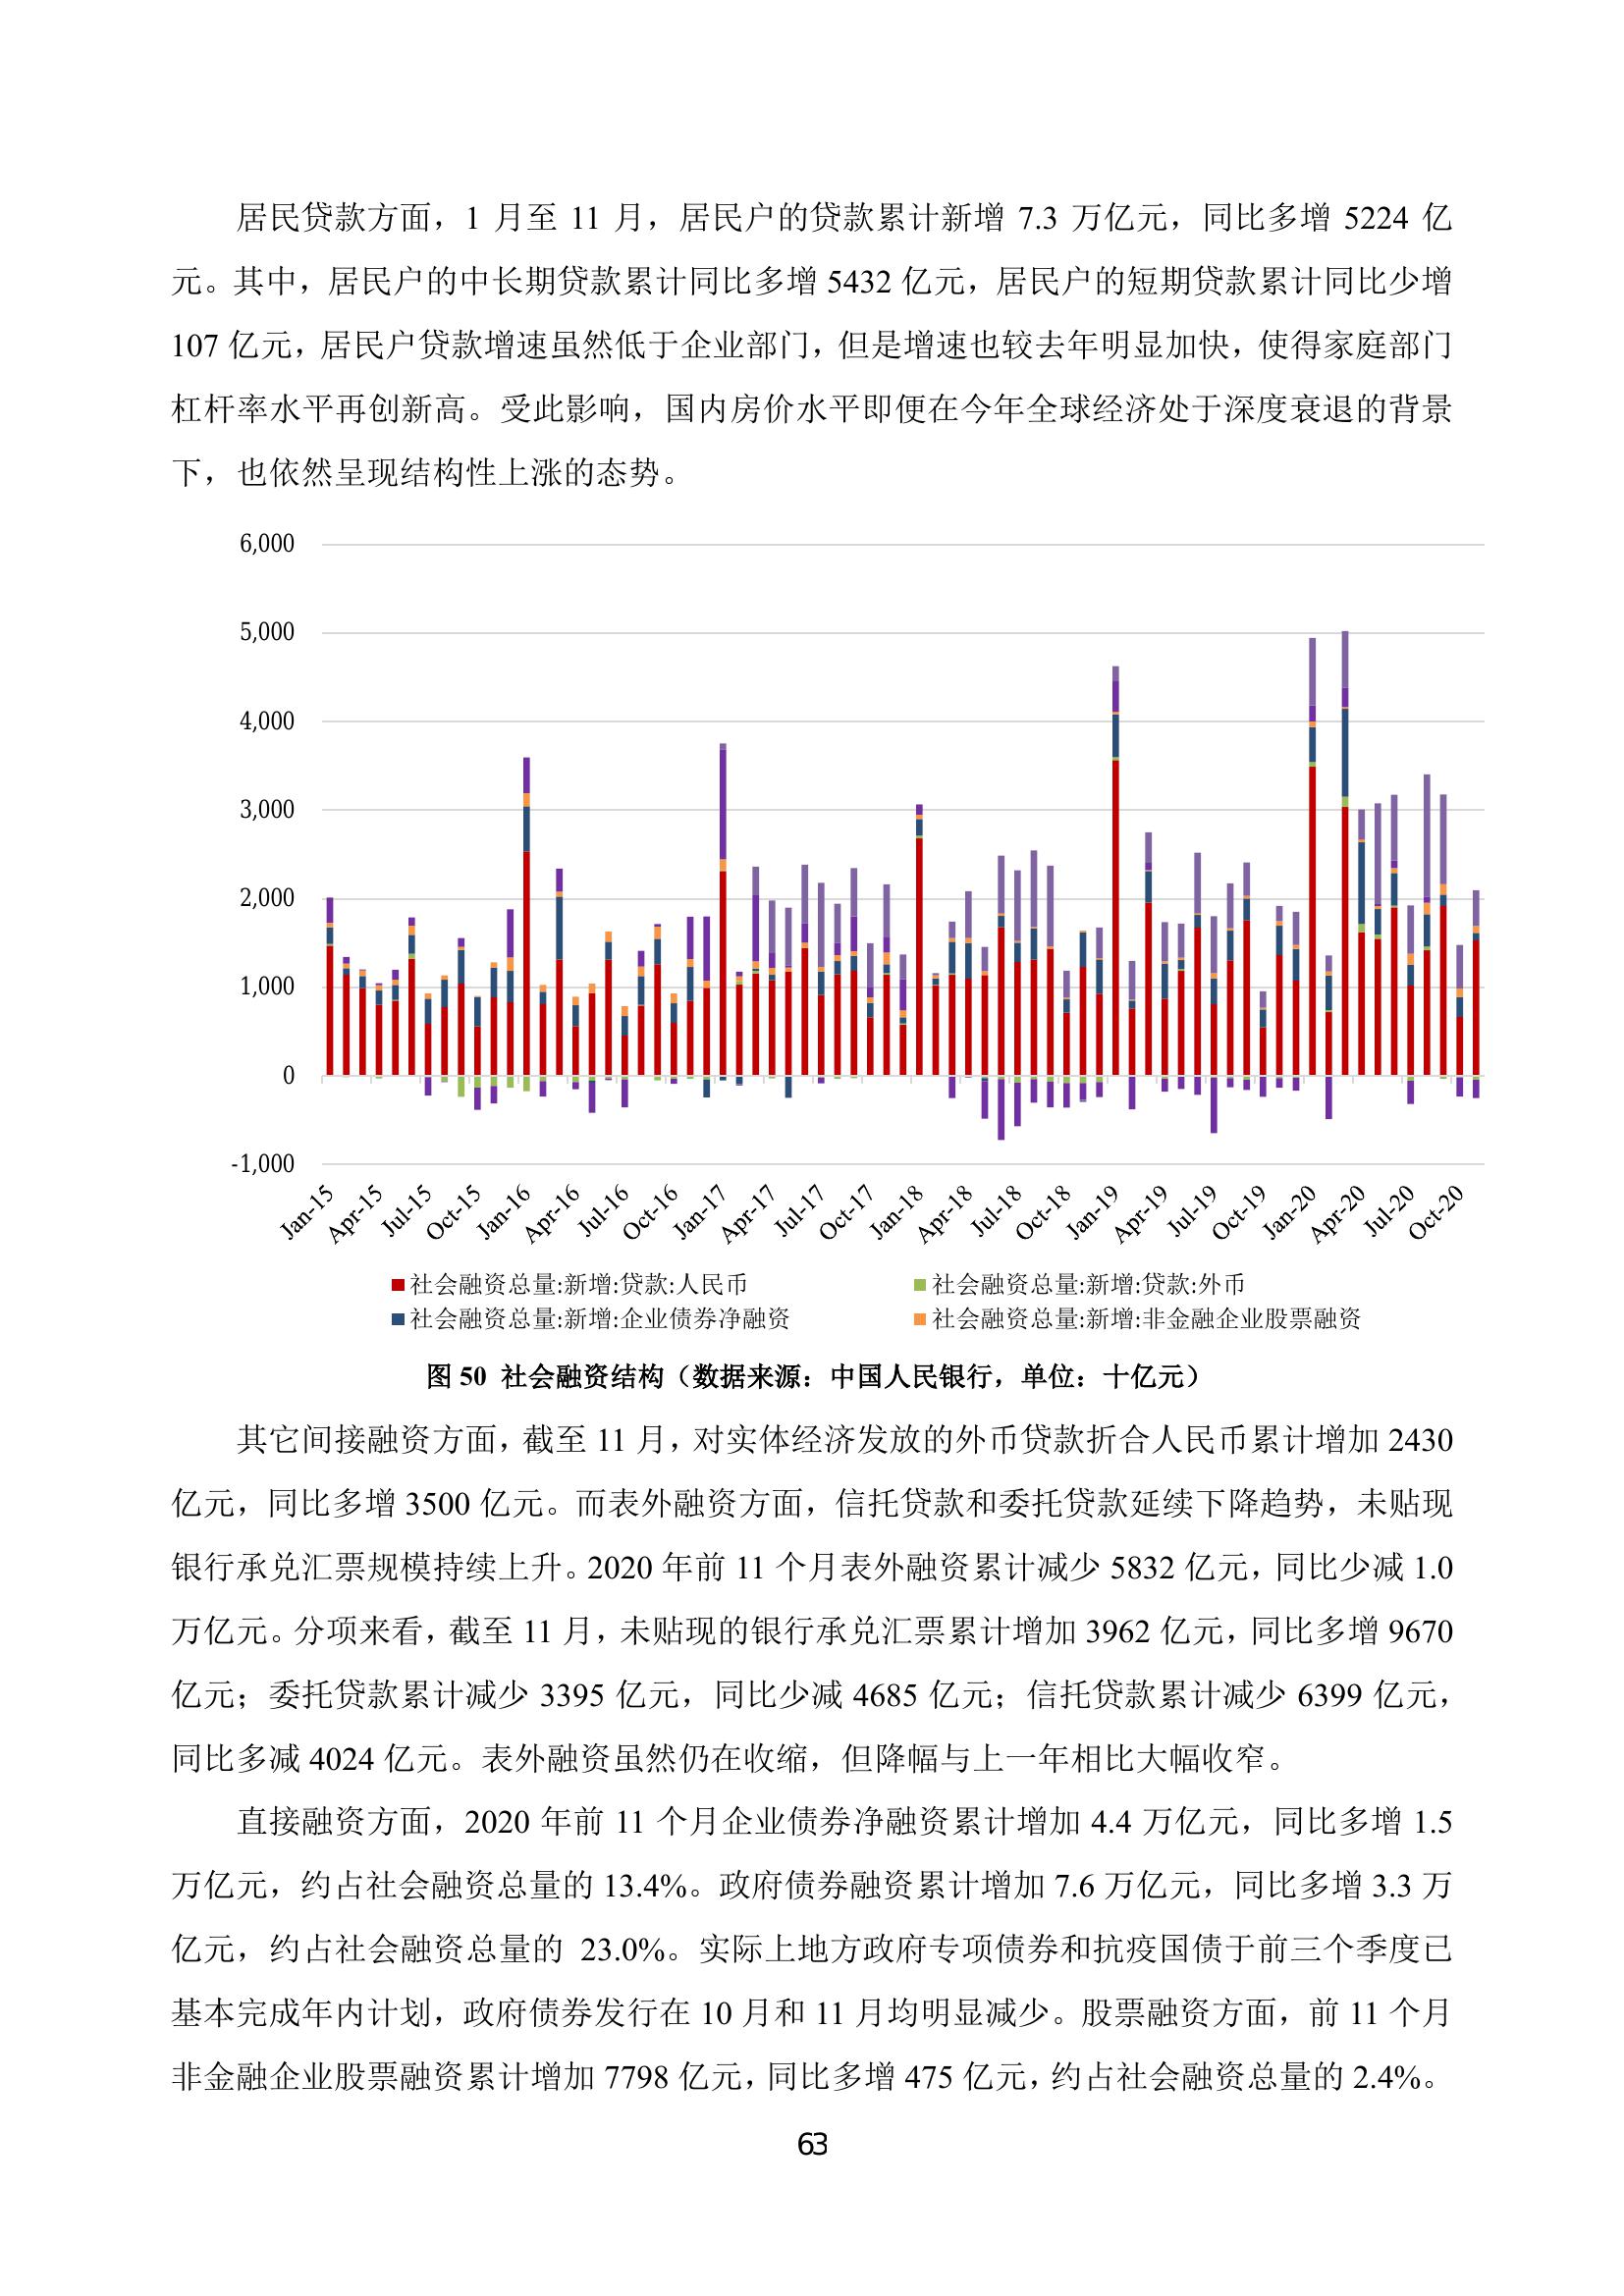 居民贷款方面，1 月至 11 月，居民户的贷款累计新增 7.3 万亿元，同比多增 5224 亿
元。其中，居民户的中长期贷款累计同比多增 5432 亿元，居民户的短期贷款累计同比少增
107 亿元，居民户贷款增速虽然低于企业部门，但是增速也较去年明显加快，使得家庭部门
杠杆率水平再创新高。受此影响，国内房价水平即便在今年全球经济处于深度衰退的背景
下，也依然呈现结构性上涨的态势。
6,000
5,000
4,000
3,000
2,000
1,000
0
-1,000
Jan-15 Apr-15 Jul-15 Oct-15 Jan-16 Apr-16 Jul-16 Oct-16 Jan-17 Apr-17 Jul-17 Oct-17 Jan-18 Apr-18 Jul-18 Oct-18 Jan-19 Apr-19 Jul-19 Oct-19 Jan-20 Apr-20 Jul-20 Oct-20
社会融资总量:新增:贷款:人民币 社会融资总量:新增:贷款:外币
社会融资总量:新增:企业债券净融资 社会融资总量:新增:非金融企业股票融资
图 50 社会融资结构（数据来源：中国人民银行，单位：十亿元）
其它间接融资方面，截至 11 月，对实体经济发放的外币贷款折合人民币累计增加 2430
亿元，同比多增 3500 亿元。而表外融资方面，信托贷款和委托贷款延续下降趋势，未贴现
银行承兑汇票规模持续上升。2020 年前 11 个月表外融资累计减少 5832 亿元，同比少减 1.0
万亿元。分项来看，截至 11 月，未贴现的银行承兑汇票累计增加 3962 亿元，同比多增 9670
亿元；委托贷款累计减少 3395 亿元，同比少减 4685 亿元；信托贷款累计减少 6399 亿元，
同比多减 4024 亿元。表外融资虽然仍在收缩，但降幅与上一年相比大幅收窄。
直接融资方面，2020 年前 11 个月企业债券净融资累计增加 4.4 万亿元，同比多增 1.5
万亿元，约占社会融资总量的 13.4%。政府债券融资累计增加 7.6 万亿元，同比多增 3.3 万
亿元，约占社会融资总量的 23.0%。实际上地方政府专项债券和抗疫国债于前三个季度已
基本完成年内计划，政府债券发行在 10 月和 11 月均明显减少。股票融资方面，前 11 个月
非金融企业股票融资累计增加 7798 亿元，同比多增 475 亿元，约占社会融资总量的 2.4%。
63